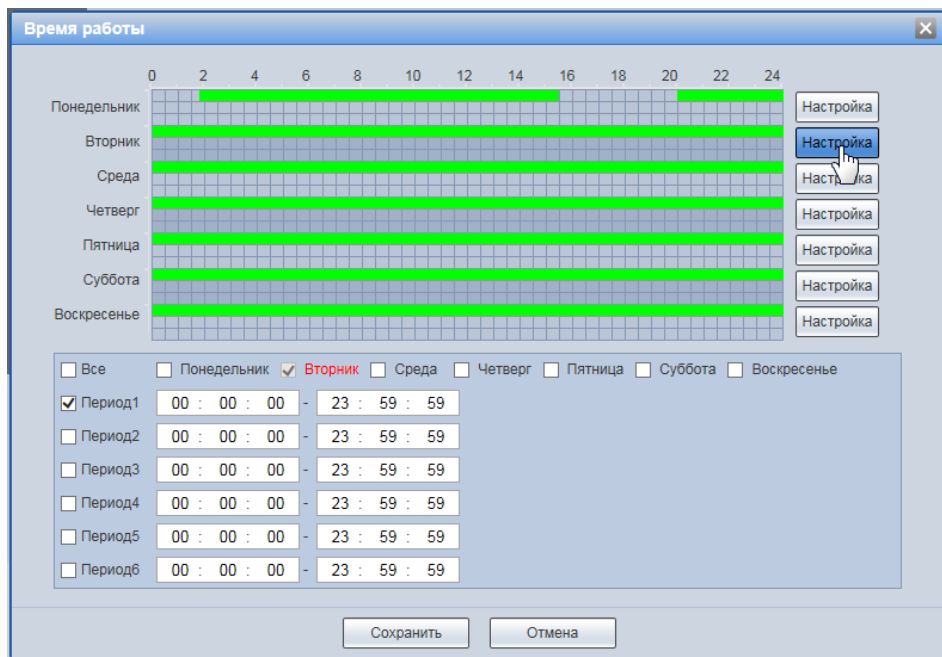 Время работы
0 2 4 6 8 10 12 14 16 18 20 22 24
Понедельник Настройка
Вторник Настройка
Среда Настройка
Четверг Настройка
Пятница Настройка
Суббота Настройка
Воскресенье Настройка
Все Понедельник Вторник Среда Четверг Пятница Суббота Воскресенье
Период1 00 : 00 : 00 - 23 : 59 : 59
Период2 00 : 00 : 00 - 23 : 59 : 59
Период3 00 : 00 : 00 - 23 : 59 : 59
Период4 00 : 00 : 00 - 23 : 59 : 59
Период5 00 : 00 : 00 - 23 : 59 : 59
Период6 00 : 00 : 00 - 23 : 59 : 59
Сохранить Отмена